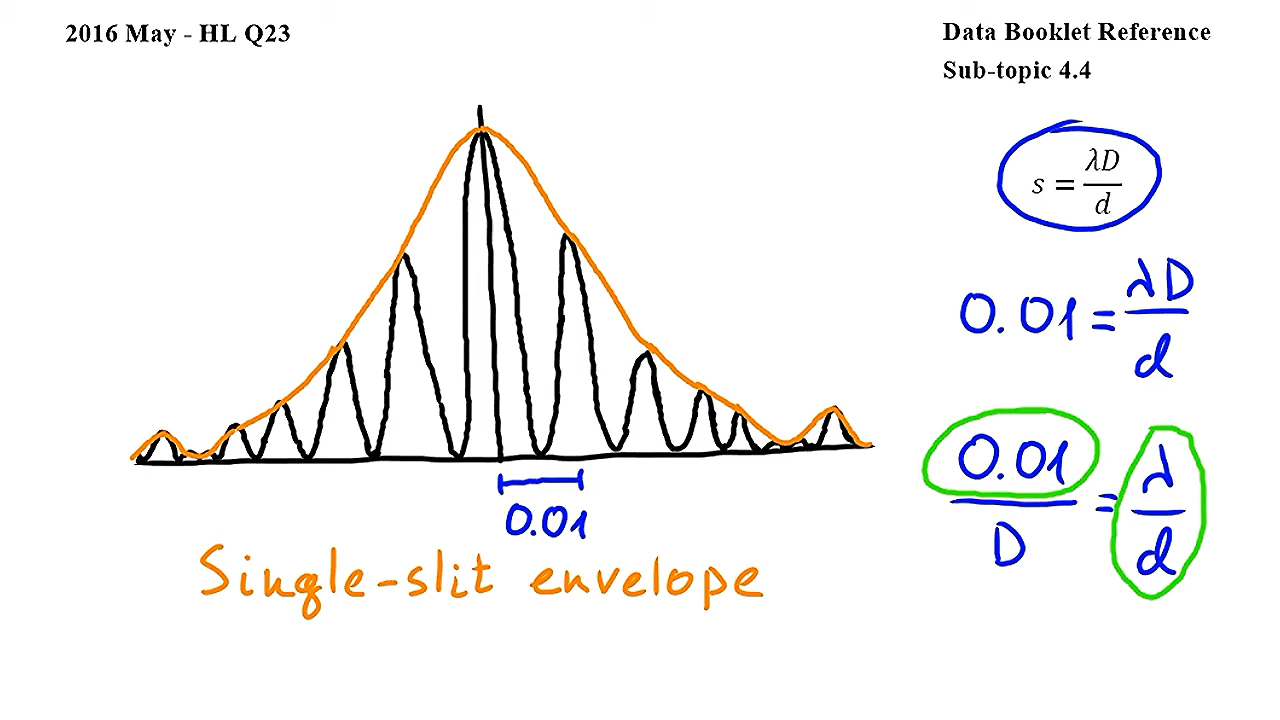 2016 May - HL Q23
Data Booklet Reference
Sub-topic 4.4
s = λD/d
0.01 = λD/d
0.01/D = λ/d
0.01
Single-slit envelope